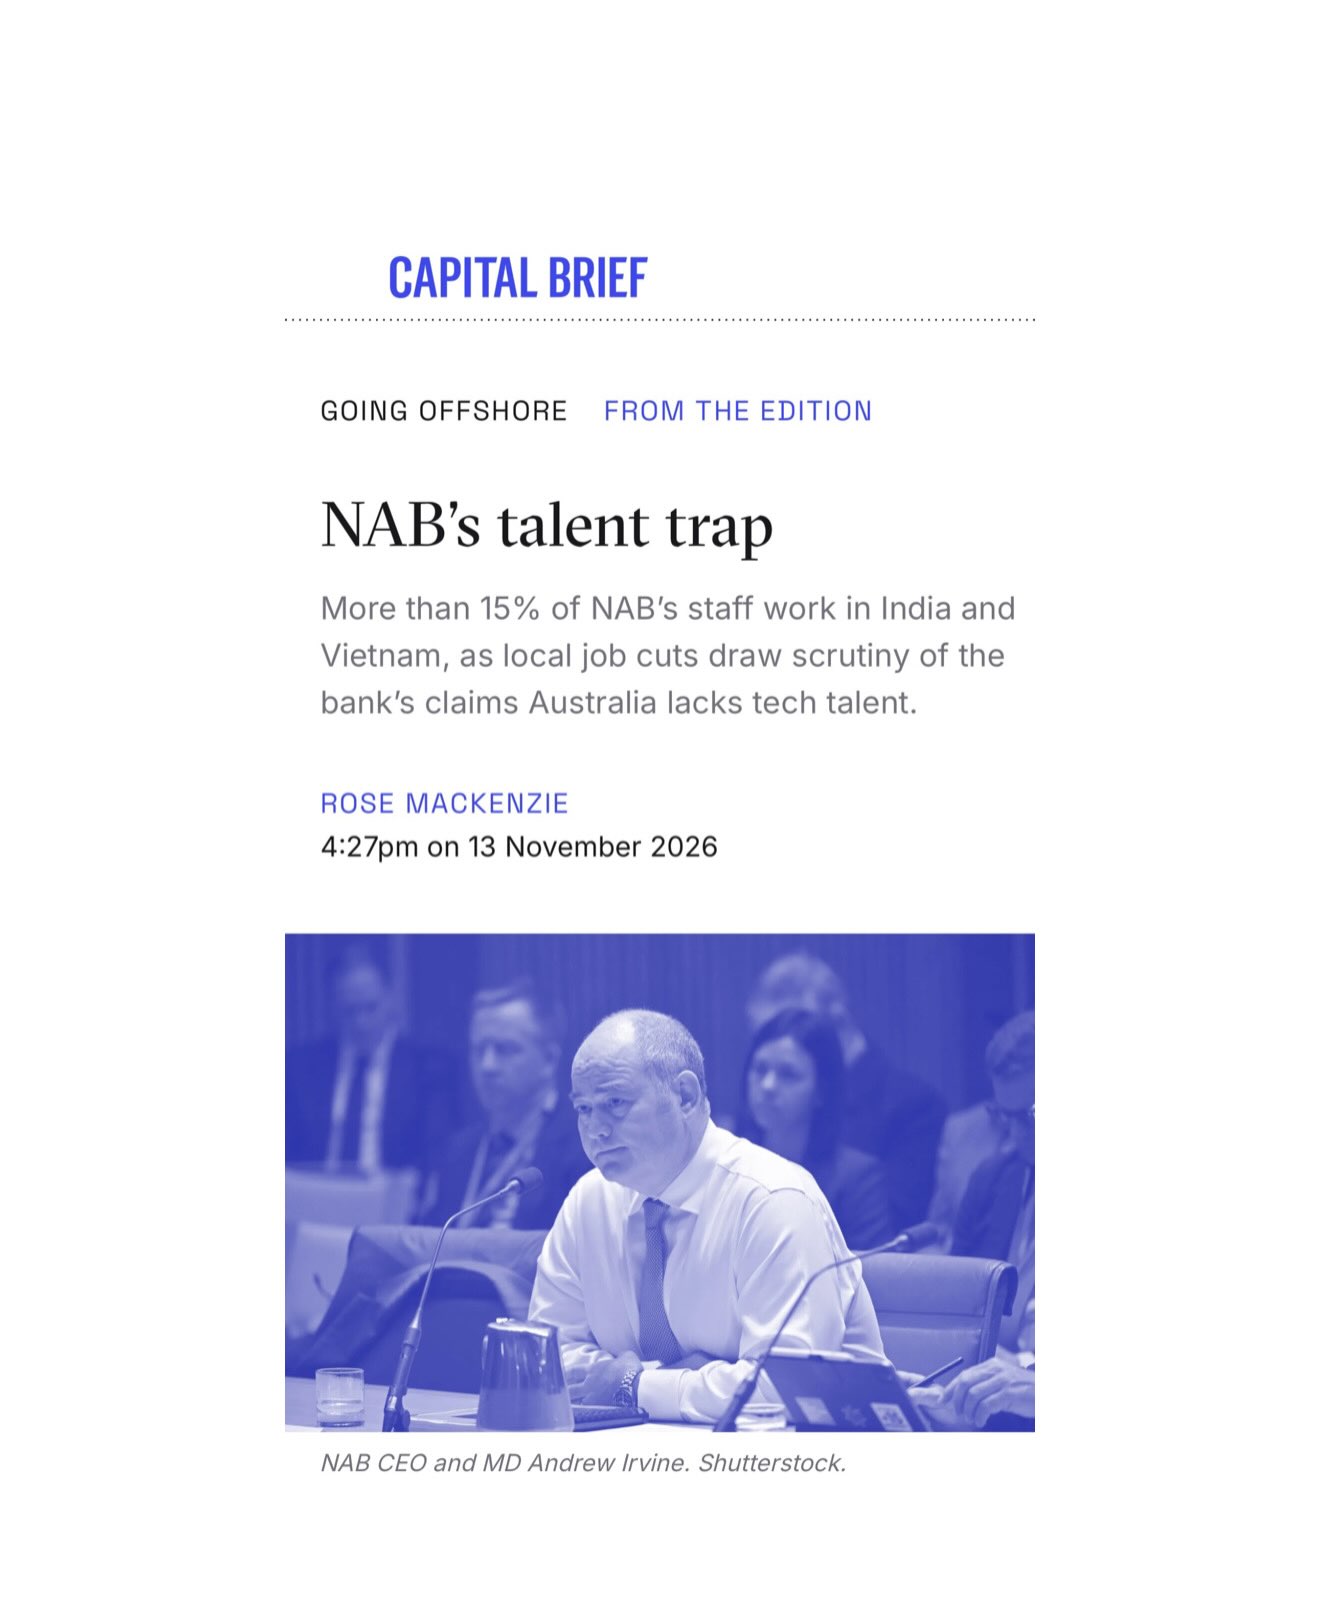 CAPITAL BRIEF
GOING OFFSHORE FROM THE EDITION
NAB’s talent trap
More than 15% of NAB’s staff work in India and
Vietnam, as local job cuts draw scrutiny of the
bank’s claims Australia lacks tech talent.
ROSE MACKENZIE
4:27pm on 13 November 2026
NAB CEO and MD Andrew Irvine. Shutterstock.